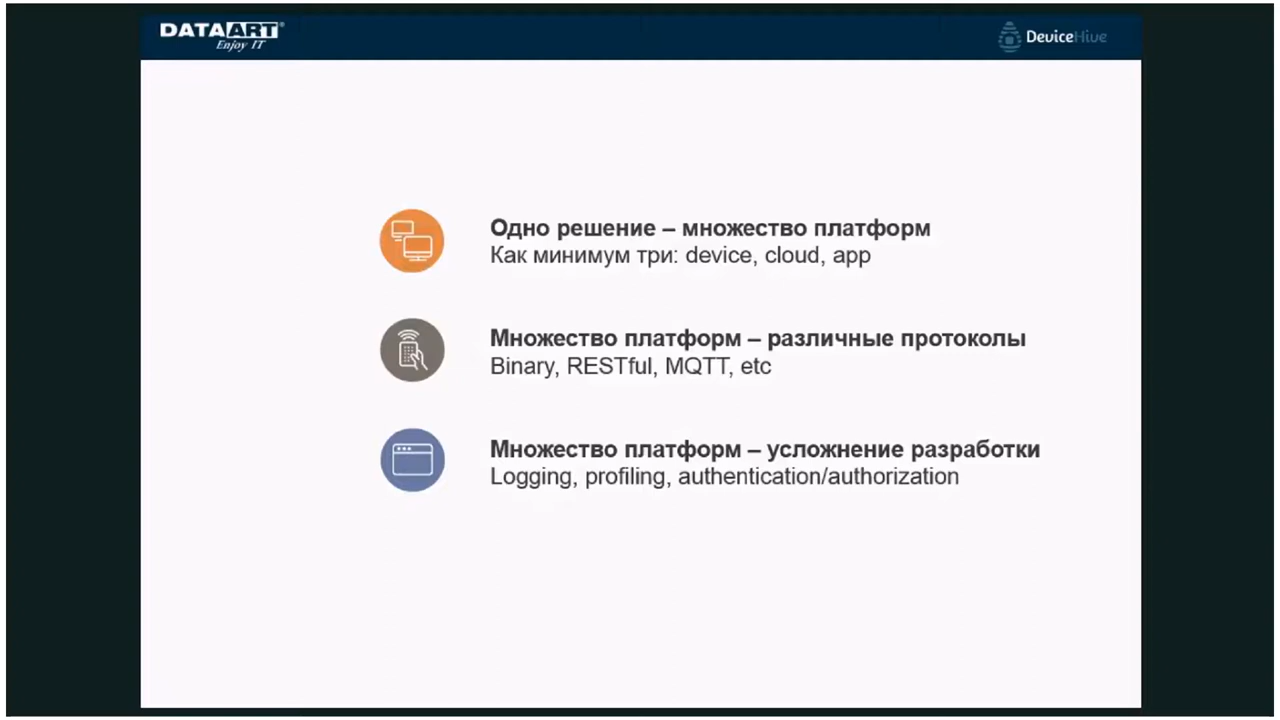 DATAART®
Enjoy IT
DeviceHive
Одно решение – множество платформ
Как минимум три: device, cloud, app
Множество платформ – различные протоколы
Binary, RESTful, MQTT, etc
Множество платформ – усложнение разработки
Logging, profiling, authentication/authorization